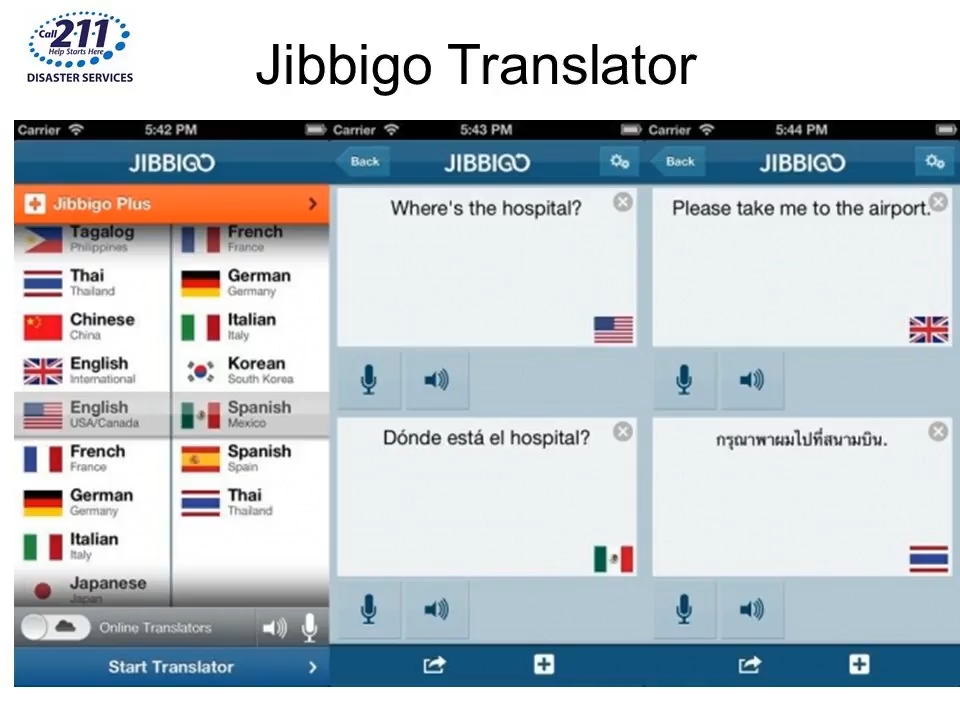 Call
2·1·1
Help Starts Here
DISASTER SERVICES
Jibbigo Translator
Carrier 5:42 PM
JIBBIGO
Jibbigo Plus
Tagalog
Philippines
Thai
Thailand
Chinese
China
English
International
English
USA/Canada
French
France
German
Germany
Italian
Italy
Japanese
Japan
French
France
German
Germany
Italian
Italy
Korean
South Korea
Spanish
Mexico
Spanish
Spain
Thai
Thailand
Online Translators
Start Translator
Carrier 5:43 PM
Back JIBBIGO
Where's the hospital?
Dónde está el hospital?
Carrier 5:44 PM
Back JIBBIGO
Please take me to the airport.
กรุณาพาผมไปที่สนามบิน.